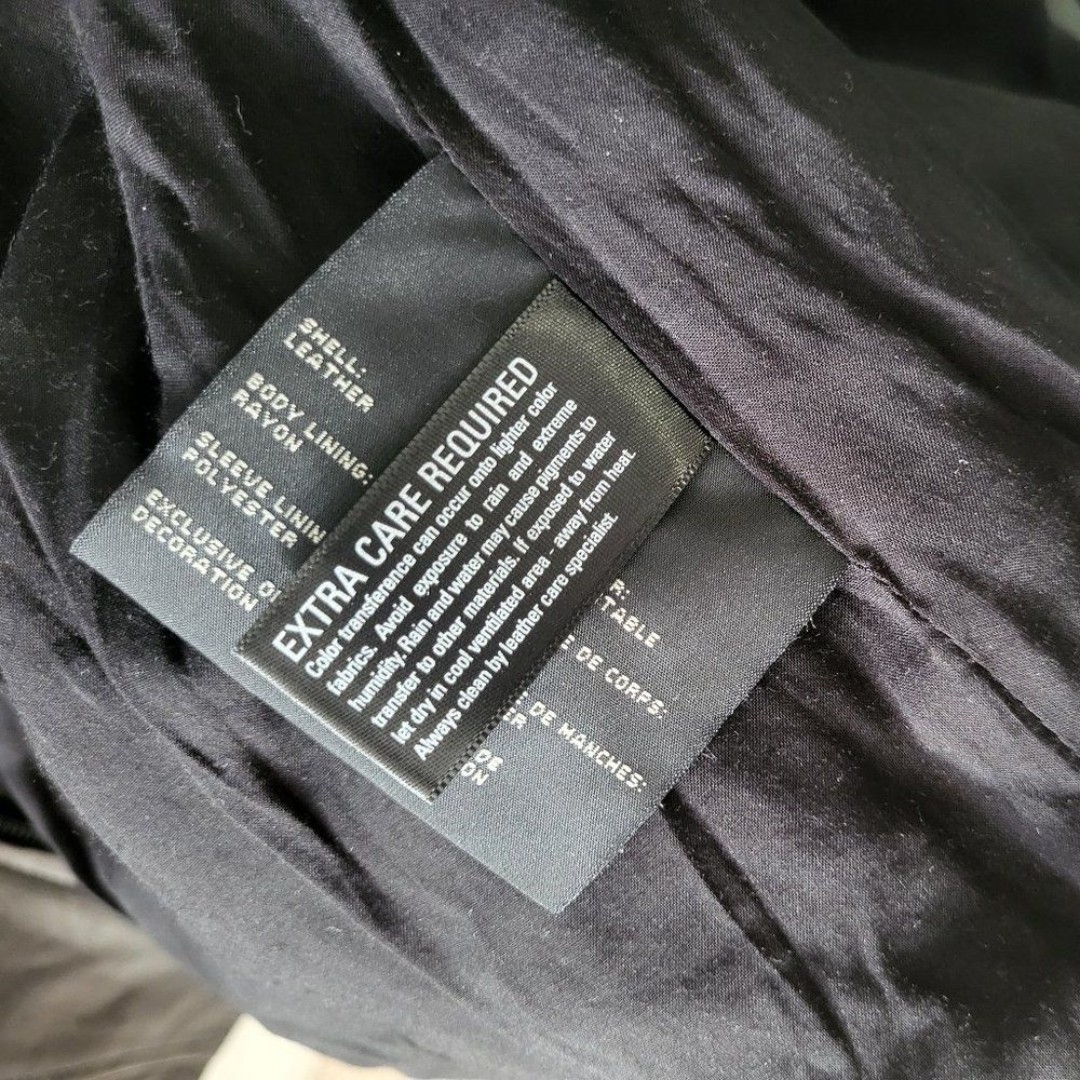 SHELL:
LEATHER
BODY LINING:
RAYON
SLEEVE LININ
POLYESTER
EXCLUSIVE O
DECORATION
EXTRA CARE REQUIRED
Color transference can occur onto lighter color
fabrics. Avoid exposure to rain and extreme
humidity. Rain and water may cause pigments to
transfer to other materials. If exposed to water
let dry in cool ventilated area - away from heat.
Always clean by leather care specialist.
R:
TABLE
DE CORPS:
DE MANCHES:
ER
DE
ON